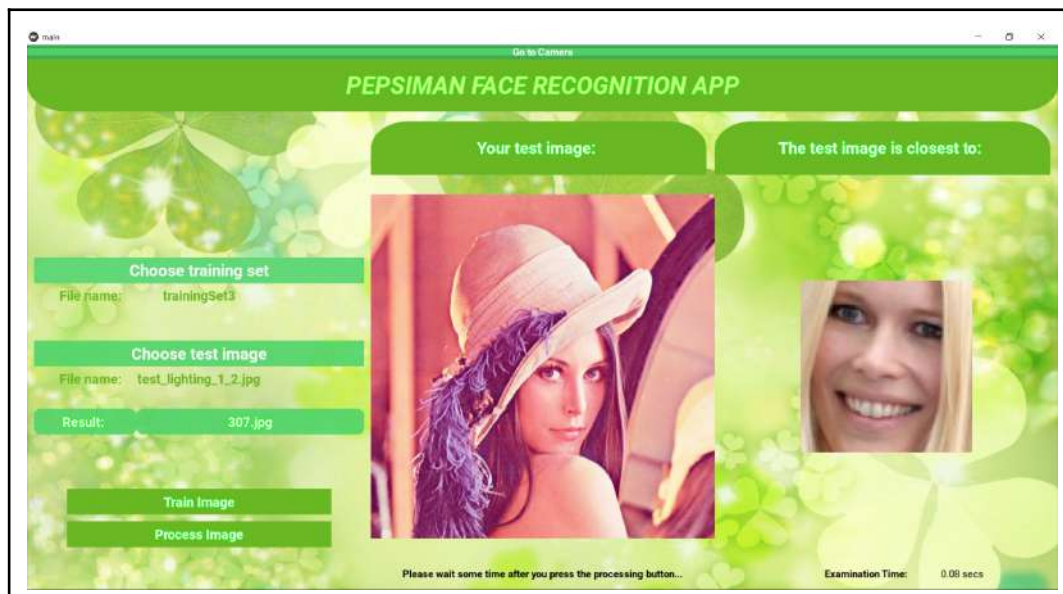 main
Go to Camera
PEPSIMAN FACE RECOGNITION APP
Your test image:
The test image is closest to:
Choose training set
File name: trainingSet3
Choose test image
File name: test_lighting_1_2.jpg
Result: 307.jpg
Train Image
Process Image
Please wait some time after you press the processing button...
Examination Time: 0.08 secs